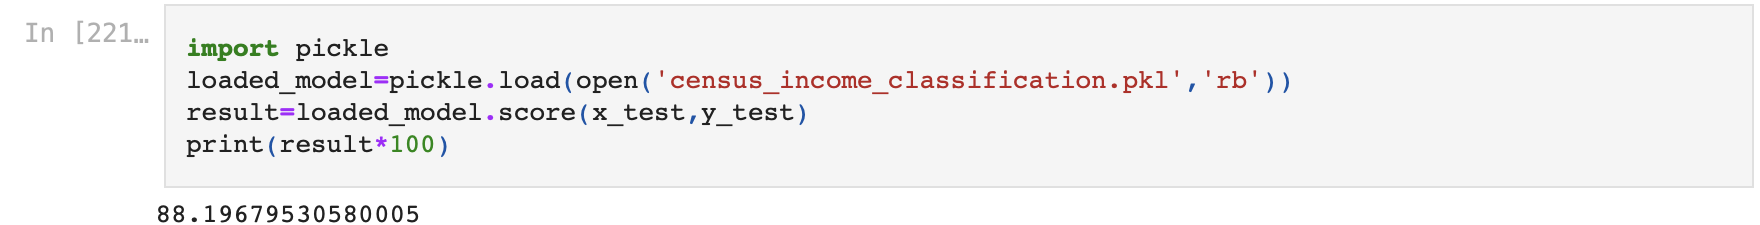 In [221…
import pickle
loaded_model=pickle.load(open('census_income_classification.pkl','rb'))
result=loaded_model.score(x_test,y_test)
print(result*100)
88.19679530580005